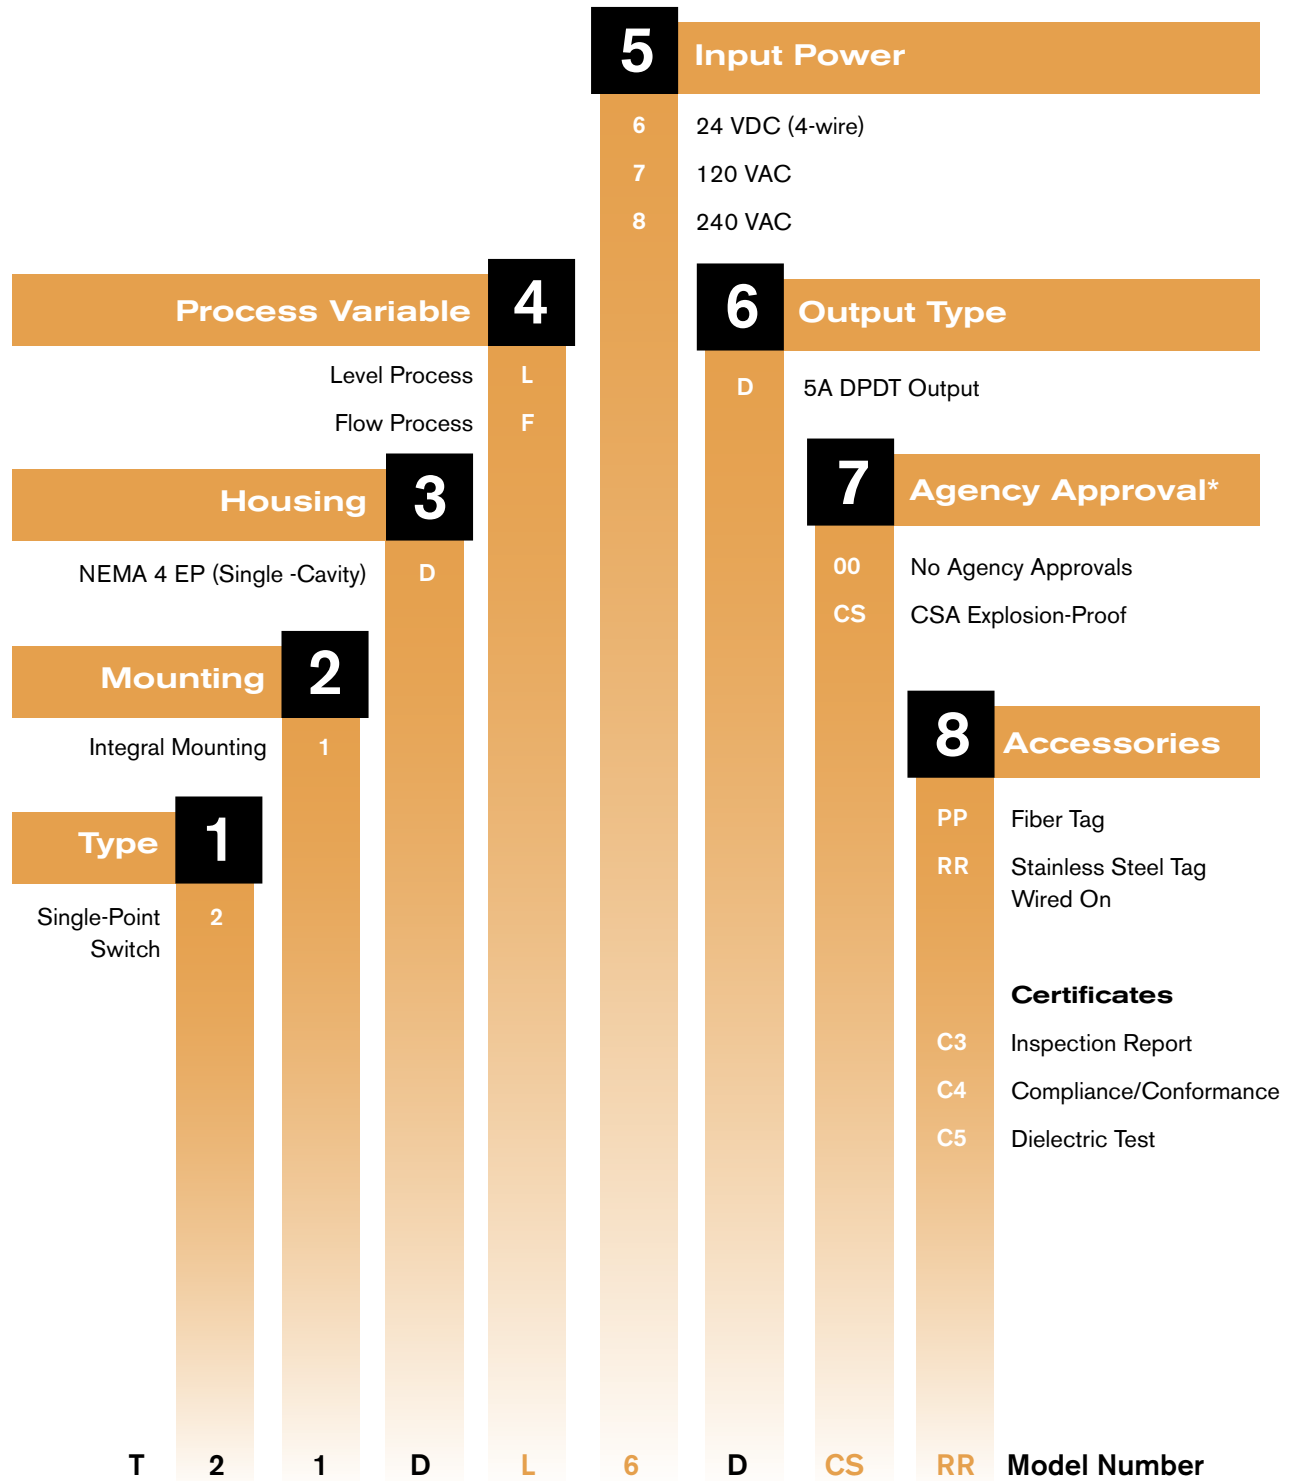 5 Input Power
6 24 VDC (4-wire)
7 120 VAC
8 240 VAC
Process Variable 4
Level Process L
Flow Process F
6 Output Type
D 5A DPDT Output
Housing 3
NEMA 4 EP (Single -Cavity) D
7 Agency Approval*
00 No Agency Approvals
CS CSA Explosion-Proof
Mounting 2
Integral Mounting 1
8 Accessories
PP Fiber Tag
RR Stainless Steel Tag
Wired On
Type 1
Single-Point 2
Switch
Certificates
C3 Inspection Report
C4 Compliance/Conformance
C5 Dielectric Test
T 2 1 D L 6 D CS RR Model Number